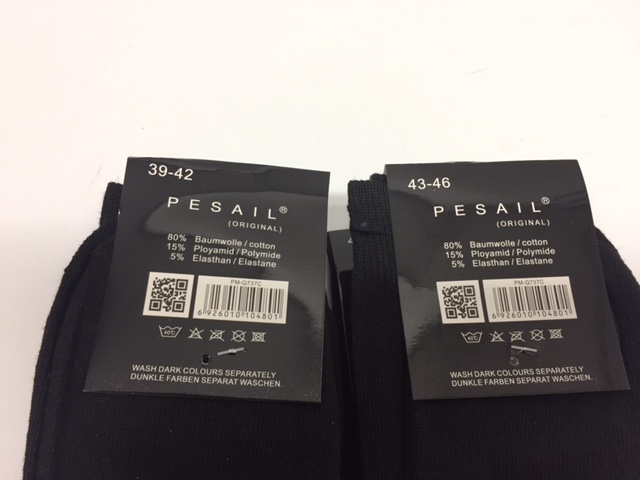 39-42
PESAIL®
(ORIGINAL)
80% Baumwolle / cotton
15% Ployamid / Polymide
5% Elasthan / Elastane
PM-Q737C
6 926010 104801
40°C
WASH DARK COLOURS SEPARATELY
DUNKLE FARBEN SEPARAT WASCHEN.
43-46
PESAIL®
(ORIGINAL)
80% Baumwolle / cotton
15% Ployamid / Polymide
5% Elasthan / Elastane
PM-Q737C
6 926010 104801
40°C
WASH DARK COLOURS SEPARATELY
DUNKLE FARBEN SEPARAT WASCHEN.